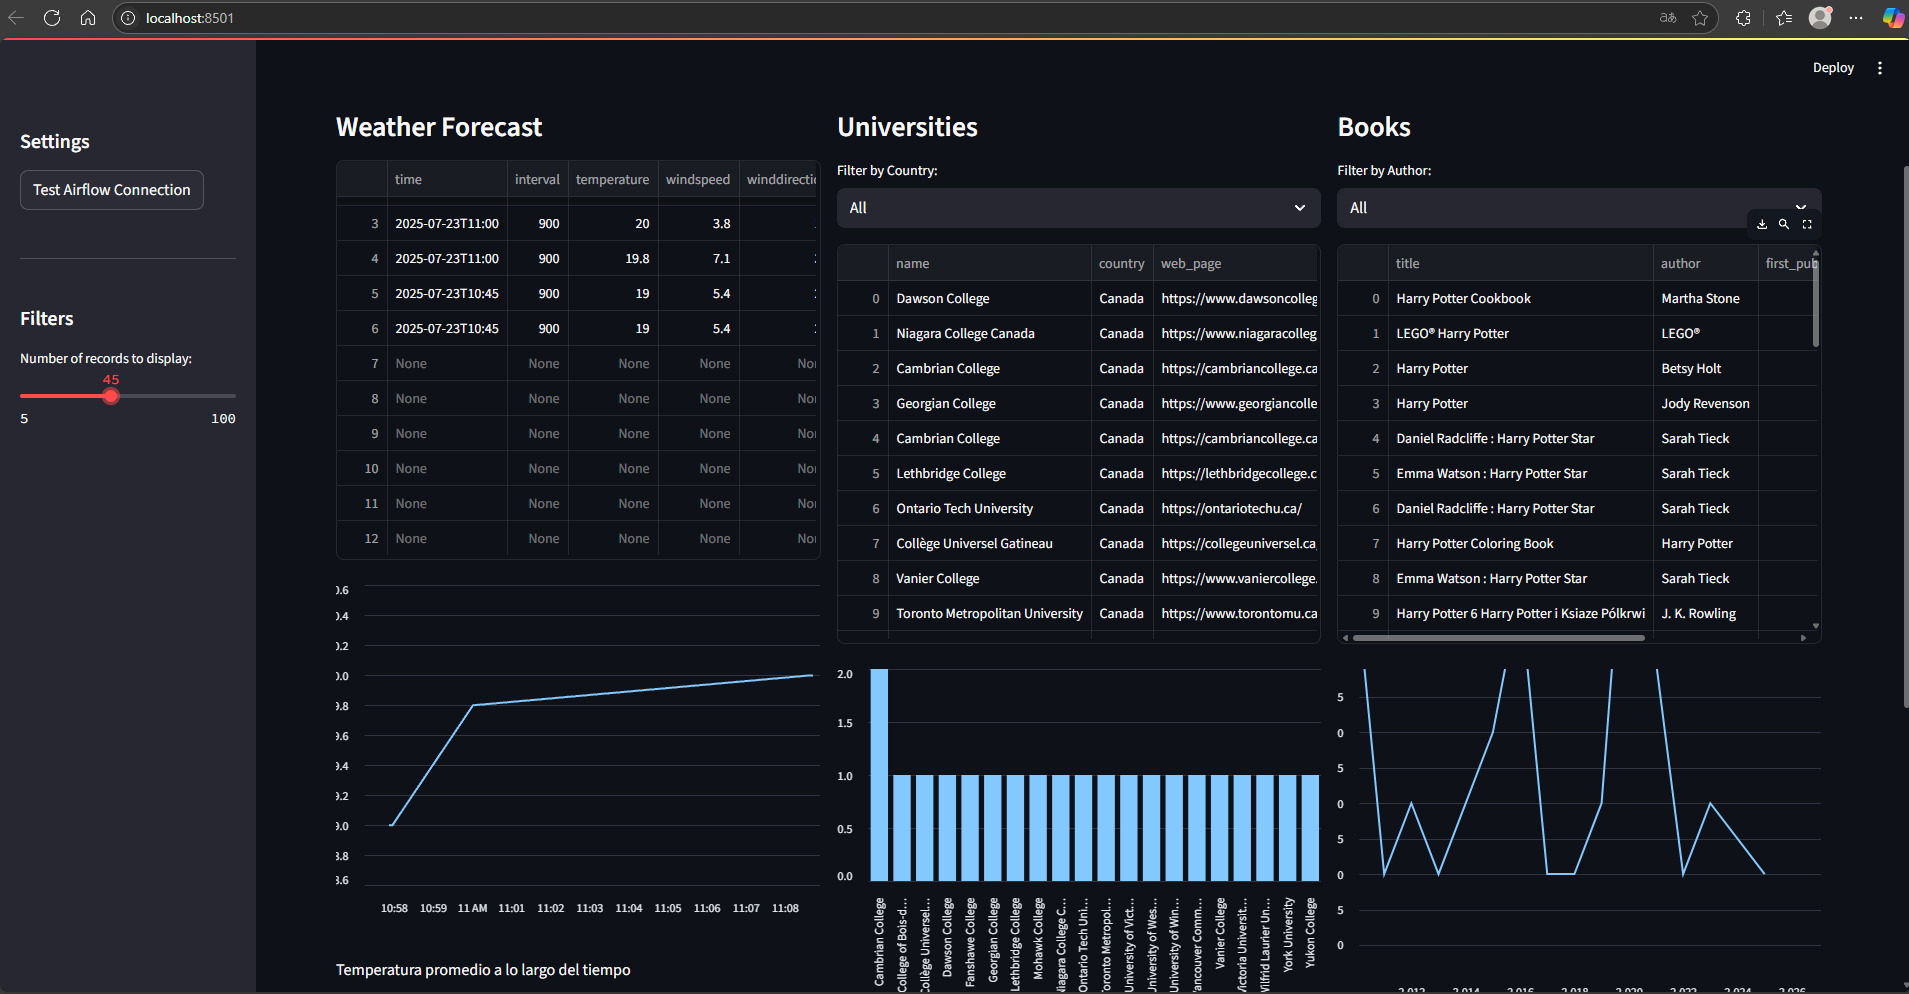 localhost:8501
Deploy
Settings
Test Airflow Connection
Filters
Number of records to display:
45
5 100
Weather Forecast
time interval temperature windspeed winddirectic
3 2025-07-23T11:00 900 20 3.8
4 2025-07-23T11:00 900 19.8 7.1
5 2025-07-23T10:45 900 19 5.4
6 2025-07-23T10:45 900 19 5.4
7 None None None None
8 None None None None
9 None None None None
10 None None None None
11 None None None None
12 None None None None
0.6
0.4
0.2
0.0
9.8
9.6
9.4
9.2
9.0
8.8
8.6
10:58 10:59 11 AM 11:01 11:02 11:03 11:04 11:05 11:06 11:07 11:08
Temperatura promedio a lo largo del tiempo
Universities
Filter by Country:
All
name country web_page
0 Dawson College Canada https://www.dawsoncolleg
1 Niagara College Canada Canada https://www.niagaracolleg
2 Cambrian College Canada https://cambriancollege.ca
3 Georgian College Canada https://www.georgiancolle
4 Cambrian College Canada https://cambriancollege.ca
5 Lethbridge College Canada https://lethbridgecollege.c
6 Ontario Tech University Canada https://ontariotechu.ca/
7 Collège Universel Gatineau Canada https://collegeuniversel.ca
8 Vanier College Canada https://www.vaniercollege.
9 Toronto Metropolitan University Canada https://www.torontomu.ca
2.0
1.5
1.0
0.5
0.0
Cambrian College
College of Bois-d…
Collège Universel…
Dawson College
Fanshawe College
Georgian College
Lethbridge College
Mohawk College
Niagara College C…
Ontario Tech Uni…
Toronto Metropol…
University of Vict…
University of Wes…
University of Win…
Vancouver Comm…
Vanier College
Victoria Universit…
Wilfrid Laurier Un…
York University
Yukon College
Books
Filter by Author:
All
title author first_pub
0 Harry Potter Cookbook Martha Stone
1 LEGO® Harry Potter LEGO®
2 Harry Potter Betsy Holt
3 Harry Potter Jody Revenson
4 Daniel Radcliffe : Harry Potter Star Sarah Tieck
5 Emma Watson : Harry Potter Star Sarah Tieck
6 Daniel Radcliffe : Harry Potter Star Sarah Tieck
7 Harry Potter Coloring Book Harry Potter
8 Emma Watson : Harry Potter Star Sarah Tieck
9 Harry Potter 6 Harry Potter i Ksiaze Pólkrwi J. K. Rowling
5
0
5
0
5
0
5
0
2,012 2,014 2,016 2,018 2,020 2,022 2,024 2,026